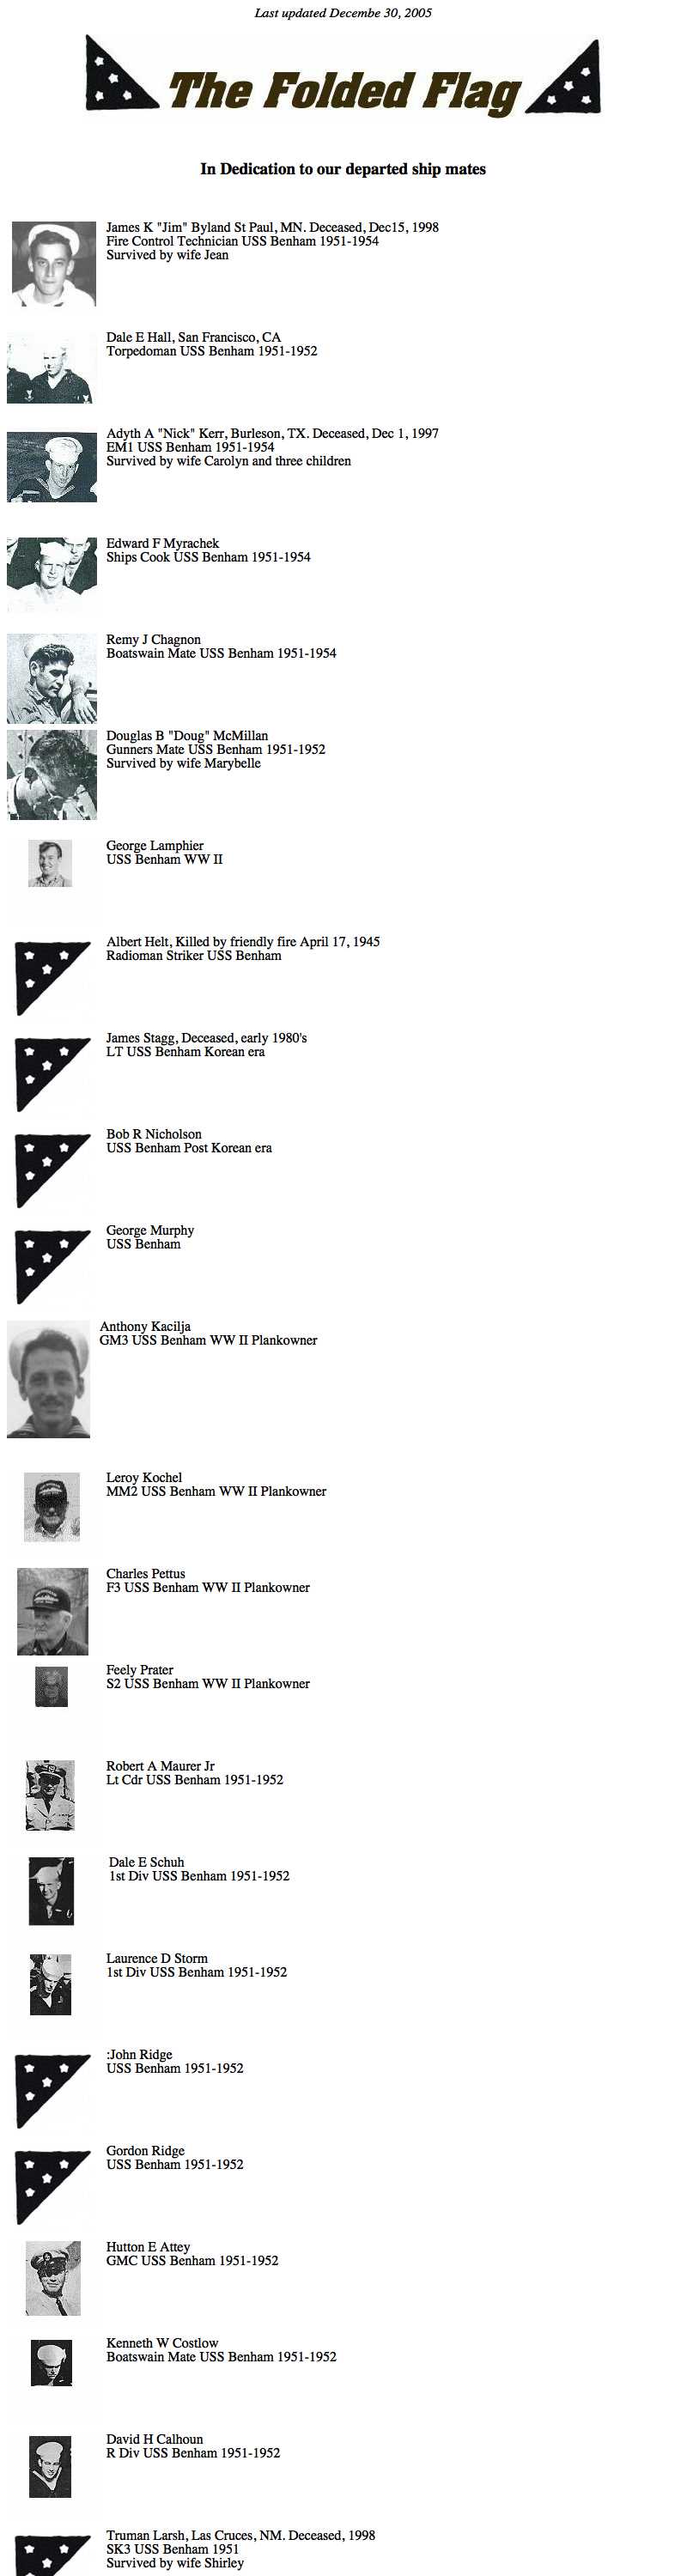 Last updated Decembe 30, 2005
The Folded Flag
In Dedication to our departed ship mates
James K "Jim" Byland St Paul, MN. Deceased, Dec15, 1998
Fire Control Technician USS Benham 1951-1954
Survived by wife Jean
Dale E Hall, San Francisco, CA
Torpedoman USS Benham 1951-1952
Adyth A "Nick" Kerr, Burleson, TX. Deceased, Dec 1, 1997
EM1 USS Benham 1951-1954
Survived by wife Carolyn and three children
Edward F Myrachek
Ships Cook USS Benham 1951-1954
Remy J Chagnon
Boatswain Mate USS Benham 1951-1954
Douglas B "Doug" McMillan
Gunners Mate USS Benham 1951-1952
Survived by wife Marybelle
George Lamphier
USS Benham WW II
Albert Helt, Killed by friendly fire April 17, 1945
Radioman Striker USS Benham
James Stagg, Deceased, early 1980's
LT USS Benham Korean era
Bob R Nicholson
USS Benham Post Korean era
George Murphy
USS Benham
Anthony Kacilja
GM3 USS Benham WW II Plankowner
Leroy Kochel
MM2 USS Benham WW II Plankowner
Charles Pettus
F3 USS Benham WW II Plankowner
Feely Prater
S2 USS Benham WW II Plankowner
Robert A Maurer Jr
Lt Cdr USS Benham 1951-1952
Dale E Schuh
1st Div USS Benham 1951-1952
Laurence D Storm
1st Div USS Benham 1951-1952
:John Ridge
USS Benham 1951-1952
Gordon Ridge
USS Benham 1951-1952
Hutton E Attey
GMC USS Benham 1951-1952
Kenneth W Costlow
Boatswain Mate USS Benham 1951-1952
David H Calhoun
R Div USS Benham 1951-1952
Truman Larsh, Las Cruces, NM. Deceased, 1998
SK3 USS Benham 1951
Survived by wife Shirley